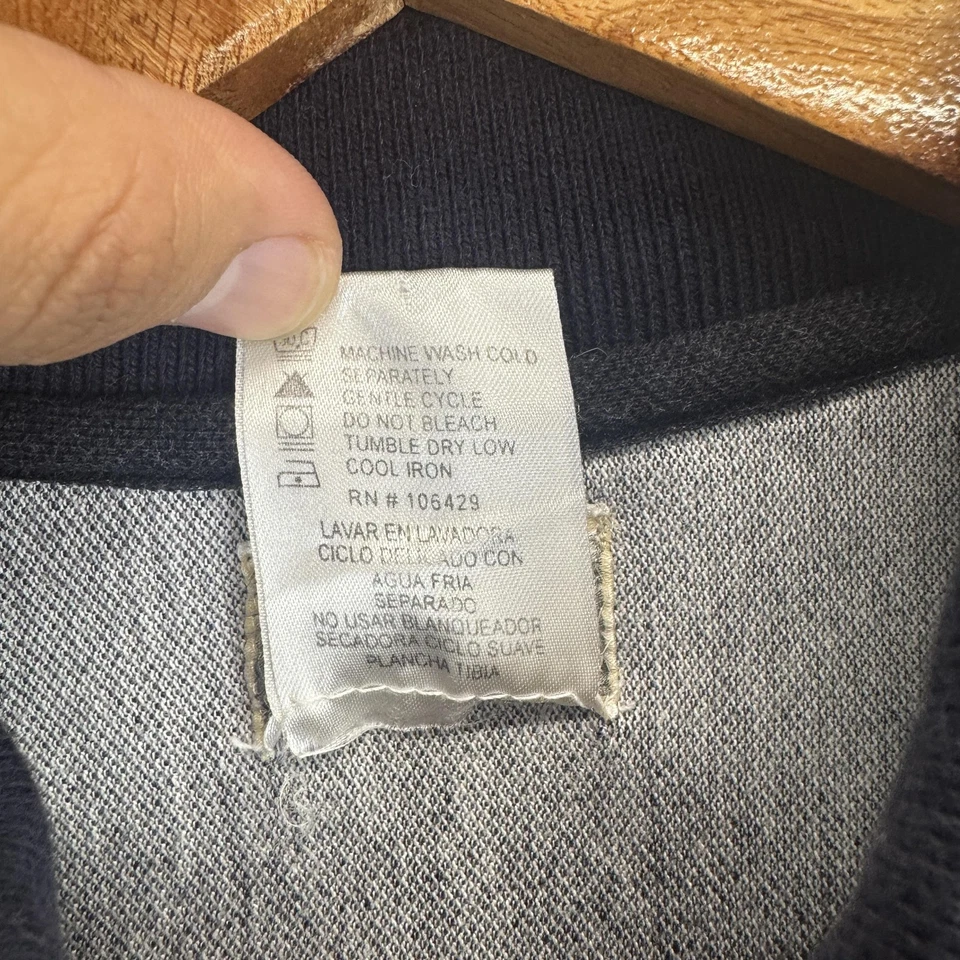 MACHINE WASH COLD
SEPARATELY
GENTLE CYCLE
DO NOT BLEACH
TUMBLE DRY LOW
COOL IRON
RN # 106429
LAVAR EN LAVADORA
CICLO DELICADO CON
AGUA FRIA
SEPARADO
NO USAR BLANQUEADOR
SECADORA CICLO SUAVE
PLANCHA TIBIA